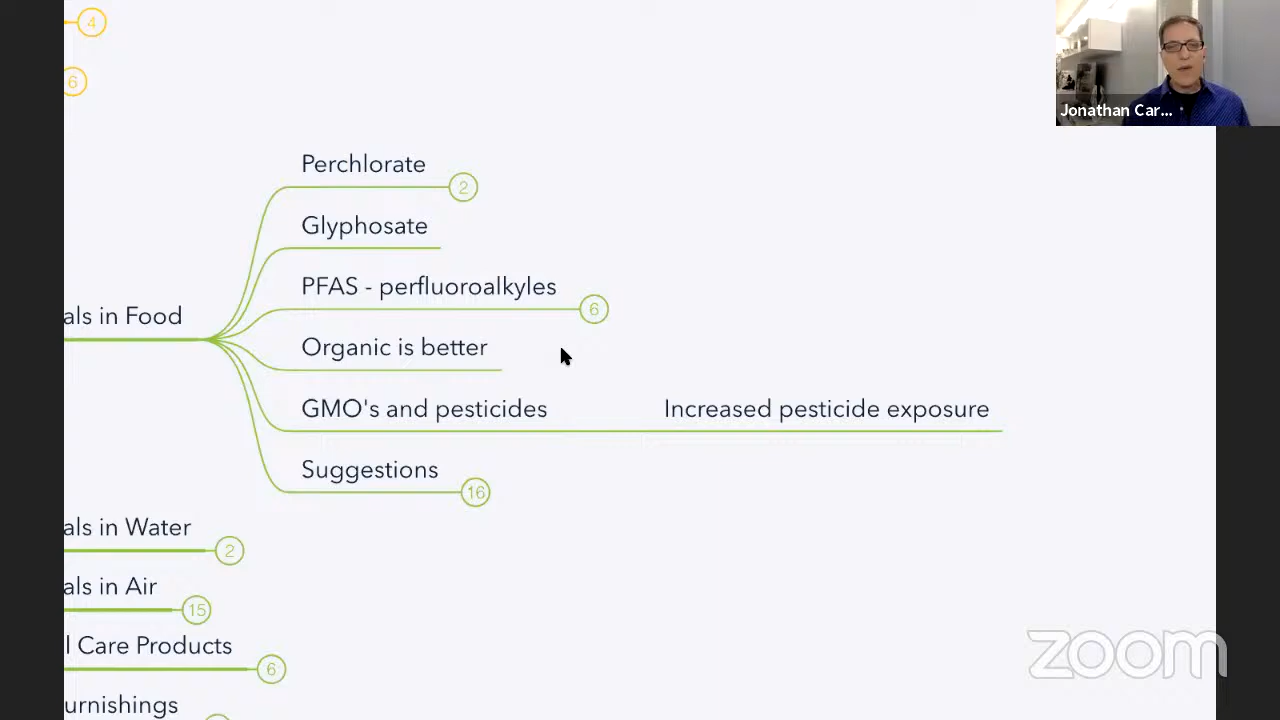 4
6
Jonathan Car...
Perchlorate
2
Glyphosate
PFAS - perfluoroalkyles
6
als in Food
Organic is better
GMO's and pesticides
Increased pesticide exposure
Suggestions
16
als in Water
2
als in Air
15
l Care Products
6
urnishings
zoom